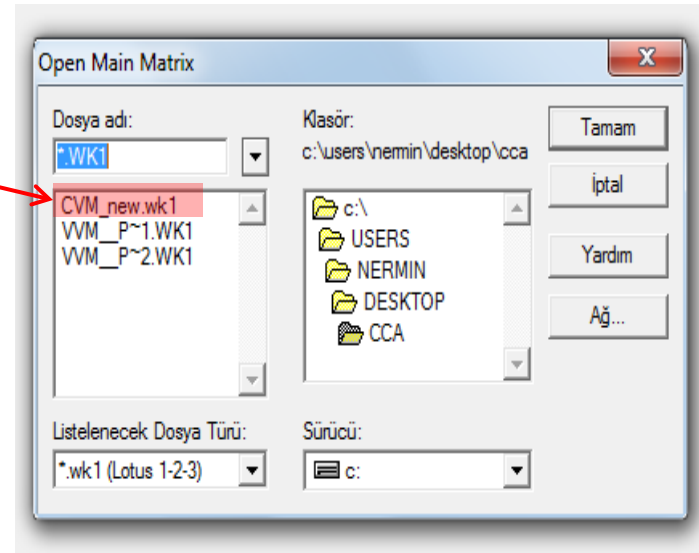 Open Main Matrix
Dosya adı:
*.WK1
CVM_new.wk1
VVM__P~1.WK1
VVM__P~2.WK1
Listelenecek Dosya Türü:
*.wk1 (Lotus 1-2-3)
Klasör:
c:\users\nermin\desktop\cca
c:\
USERS
NERMIN
DESKTOP
CCA
Sürücü:
c:
Tamam
İptal
Yardım
Ağ...